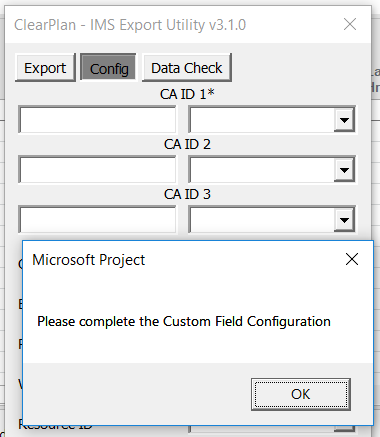 ClearPlan - IMS Export Utility v3.1.0
Export Config Data Check
CA ID 1*
CA ID 2
CA ID 3
Microsoft Project
Please complete the Custom Field Configuration
OK
Resource ID